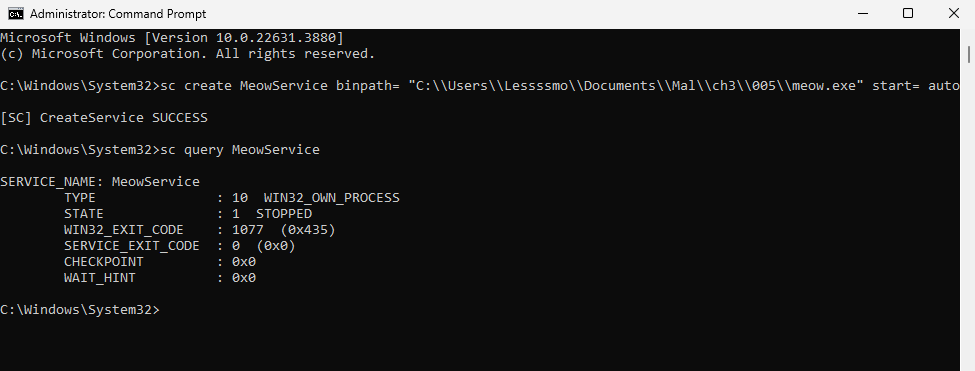 Administrator: Command Prompt
Microsoft Windows [Version 10.0.22631.3880]
(c) Microsoft Corporation. All rights reserved.
C:\Windows\System32>sc create MeowService binpath= "C:\\Users\\Lessssmo\\Documents\\Mal\\ch3\\005\\meow.exe" start= auto
[SC] CreateService SUCCESS
C:\Windows\System32>sc query MeowService
SERVICE_NAME: MeowService
        TYPE               : 10  WIN32_OWN_PROCESS
        STATE              : 1  STOPPED
        WIN32_EXIT_CODE    : 1077  (0x435)
        SERVICE_EXIT_CODE  : 0  (0x0)
        CHECKPOINT         : 0x0
        WAIT_HINT          : 0x0
C:\Windows\System32>